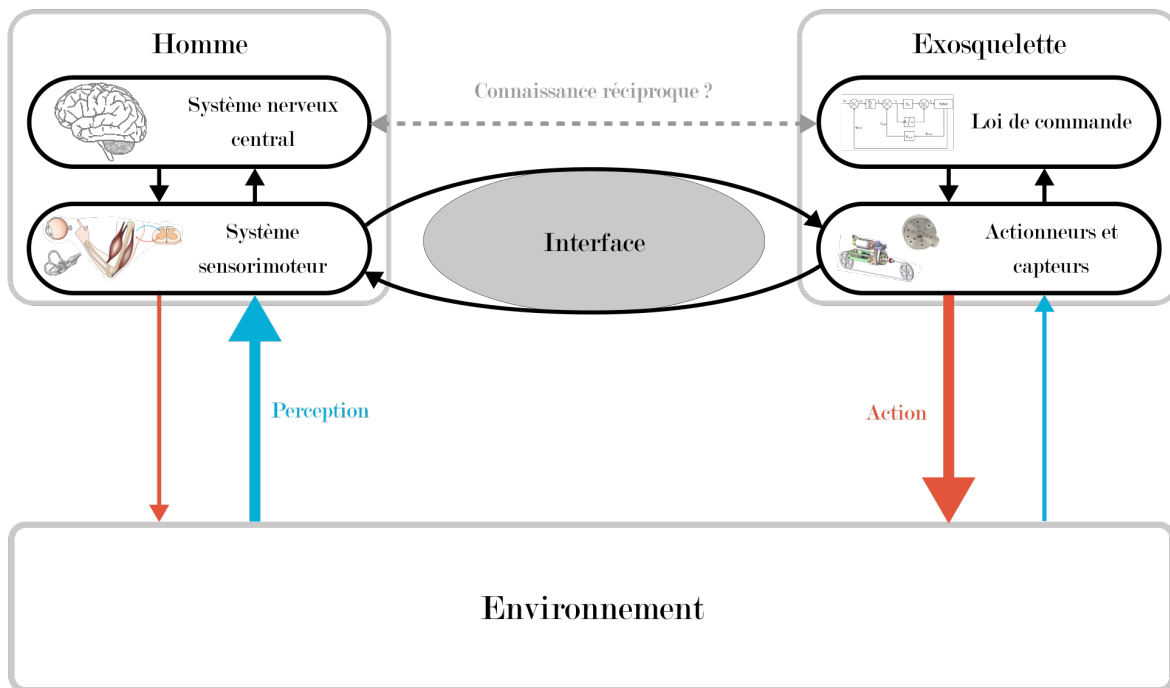 Homme
Exosquelette
Système nerveux
central
Connaissance réciproque ?
Loi de commande
Système
sensorimoteur
Interface
Actionneurs et
capteurs
Perception
Action
Environnement